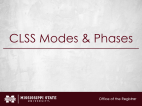 CLSS Modes & Phases
MISSISSIPPI STATE
UNIVERSITY
Office of the Registrar